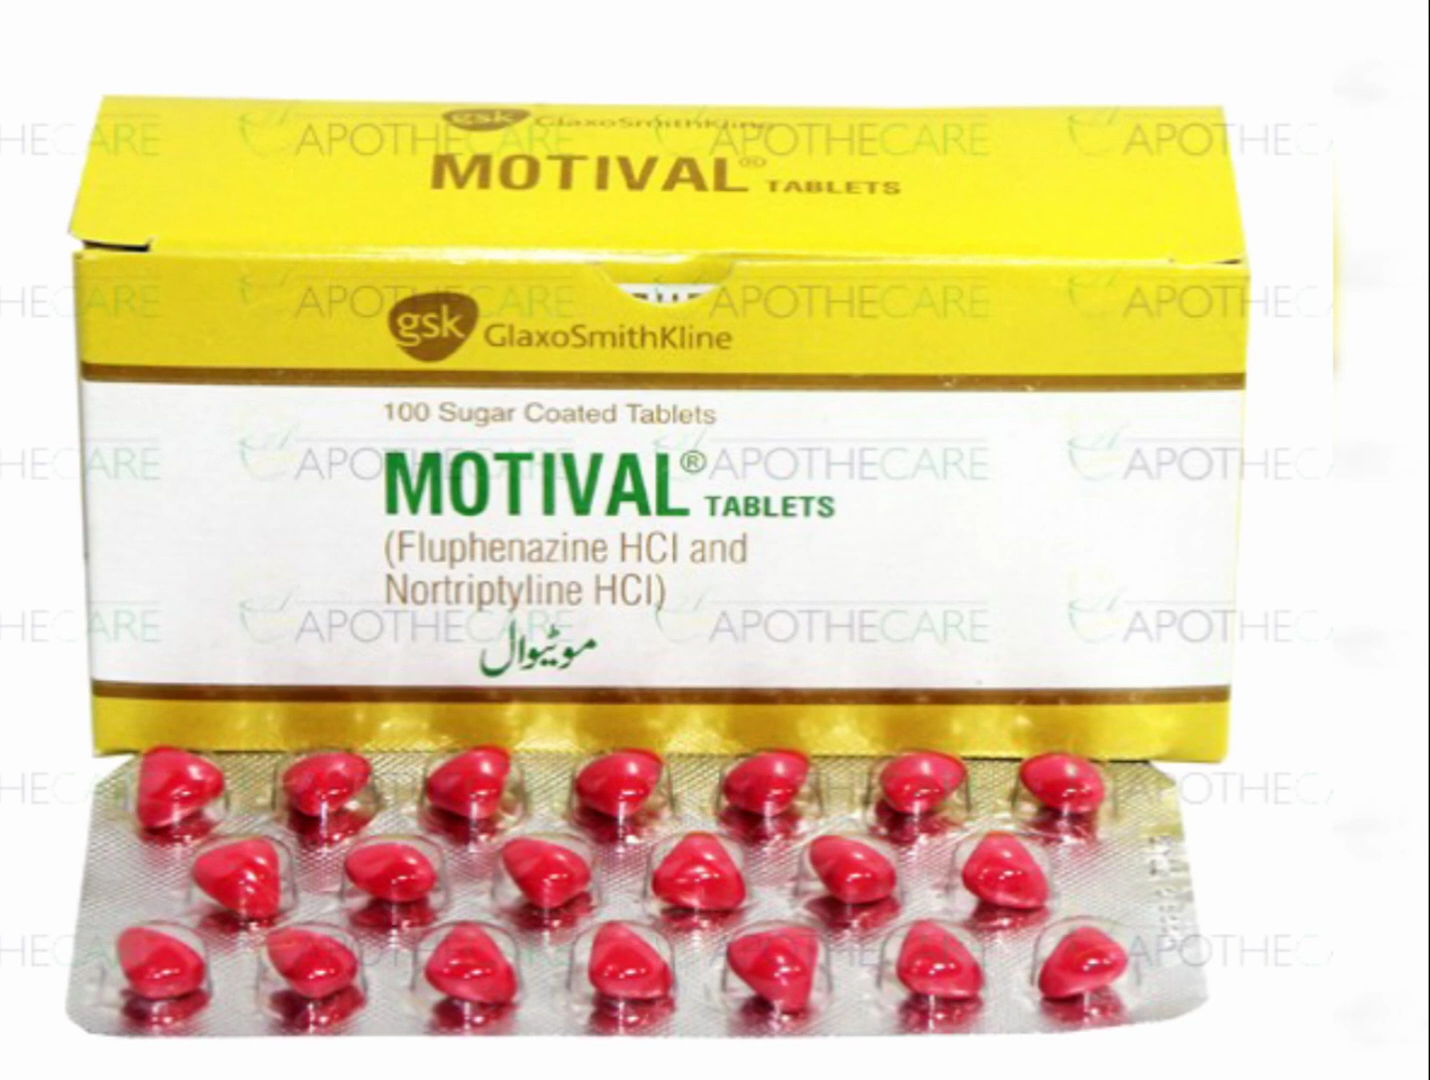 gsk GlaxoSmithKline
MOTIVAL® TABLETS
gsk GlaxoSmithKline
100 Sugar Coated Tablets
MOTIVAL® TABLETS
(Fluphenazine HCl and
Nortriptyline HCl)
موٹیوال
APOTHECARE